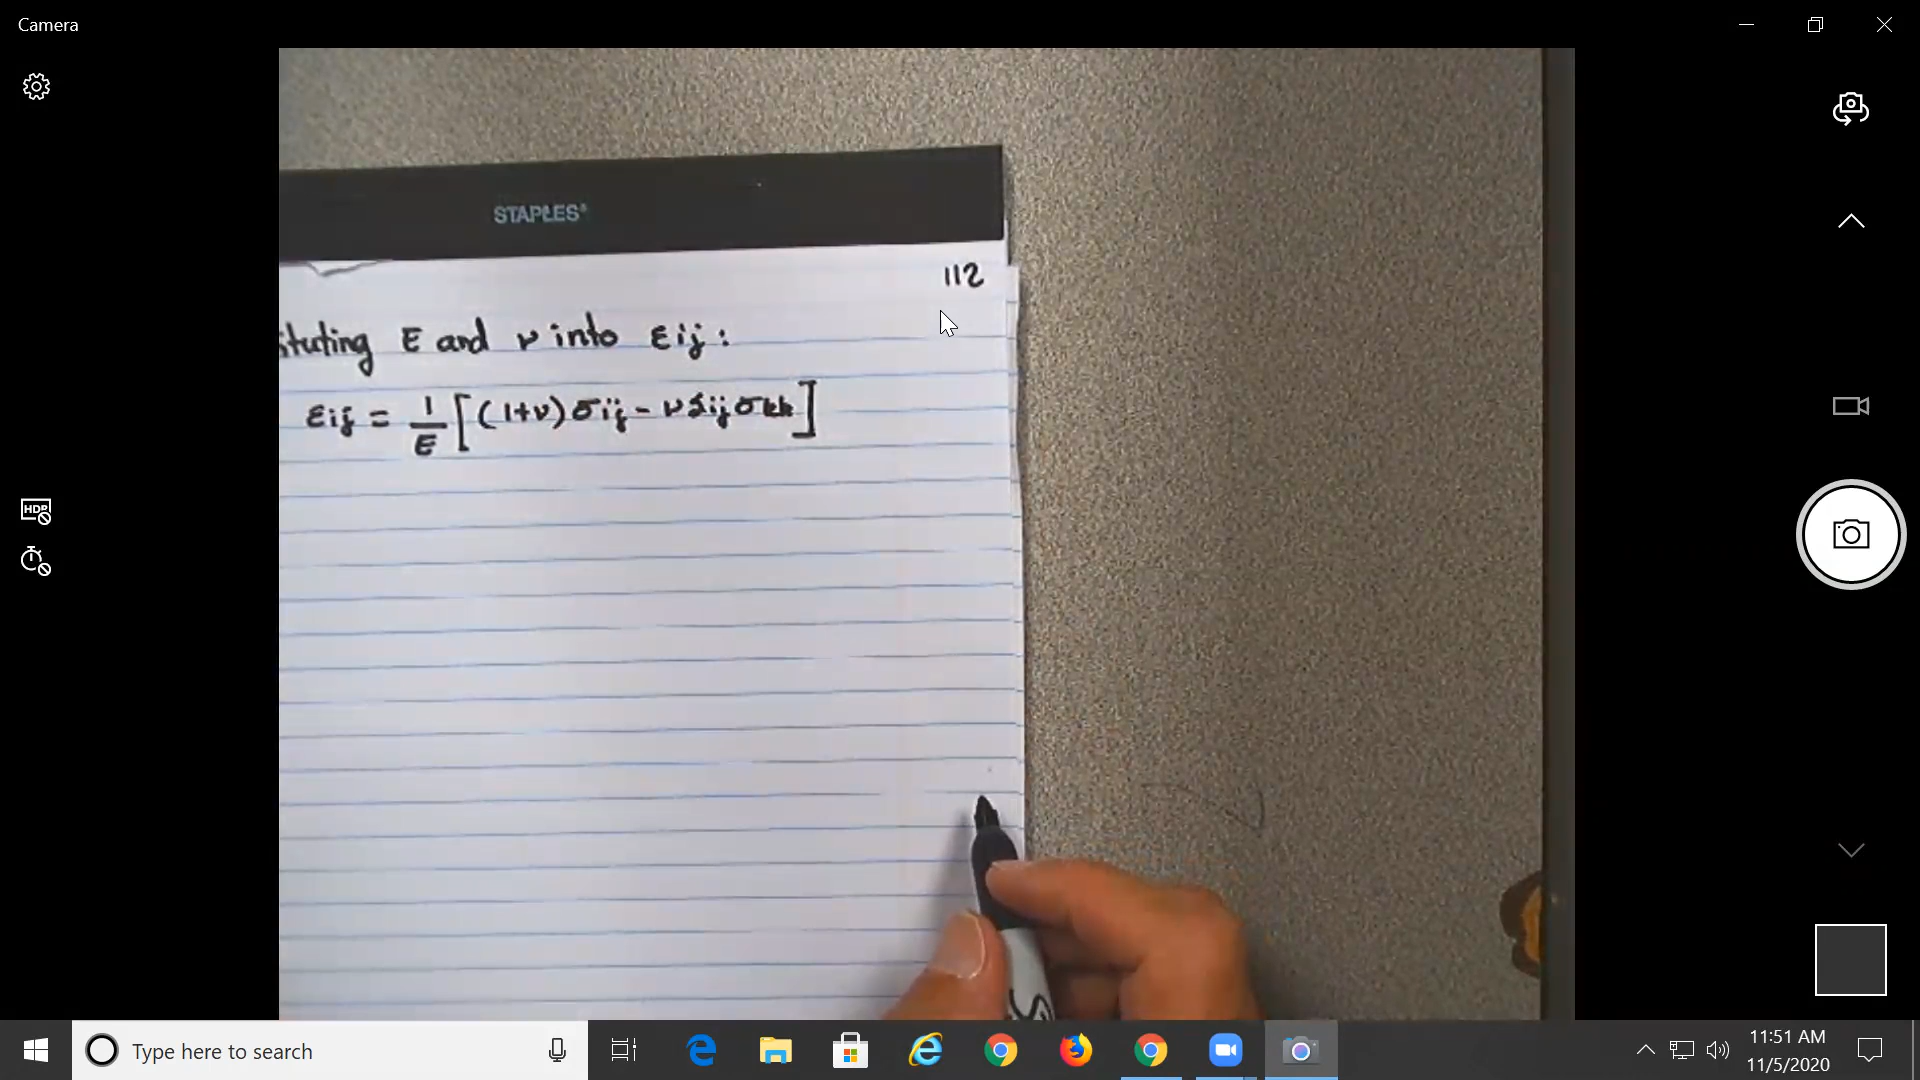 Camera
STAPLES
112
ituting E and ν into εij :
εij = 1/E [(1+ν)σij - νδijσkk]
HDR
Type here to search
11:51 AM
11/5/2020